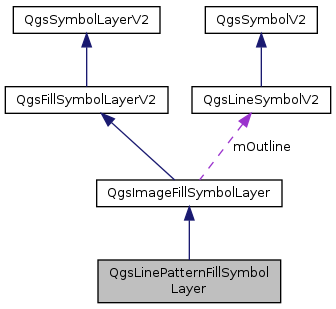 QgsSymbolLayerV2
QgsSymbolV2
QgsFillSymbolLayerV2
QgsLineSymbolV2
mOutline
QgsImageFillSymbolLayer
QgsLinePatternFillSymbol
Layer